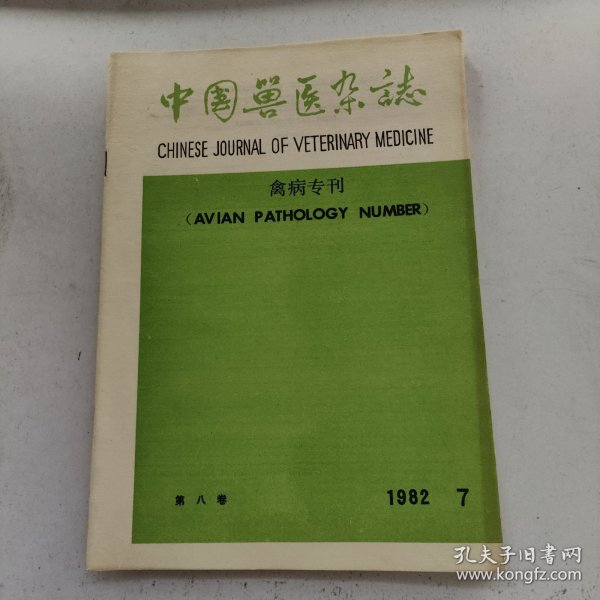 中国兽医杂誌
CHINESE JOURNAL OF VETERINARY MEDICINE
禽病专刊
(AVIAN PATHOLOGY NUMBER)
第八卷 1982 7
孔夫子旧书网
www.kongfz.com